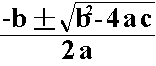 -b ± √b²-4ac
2a